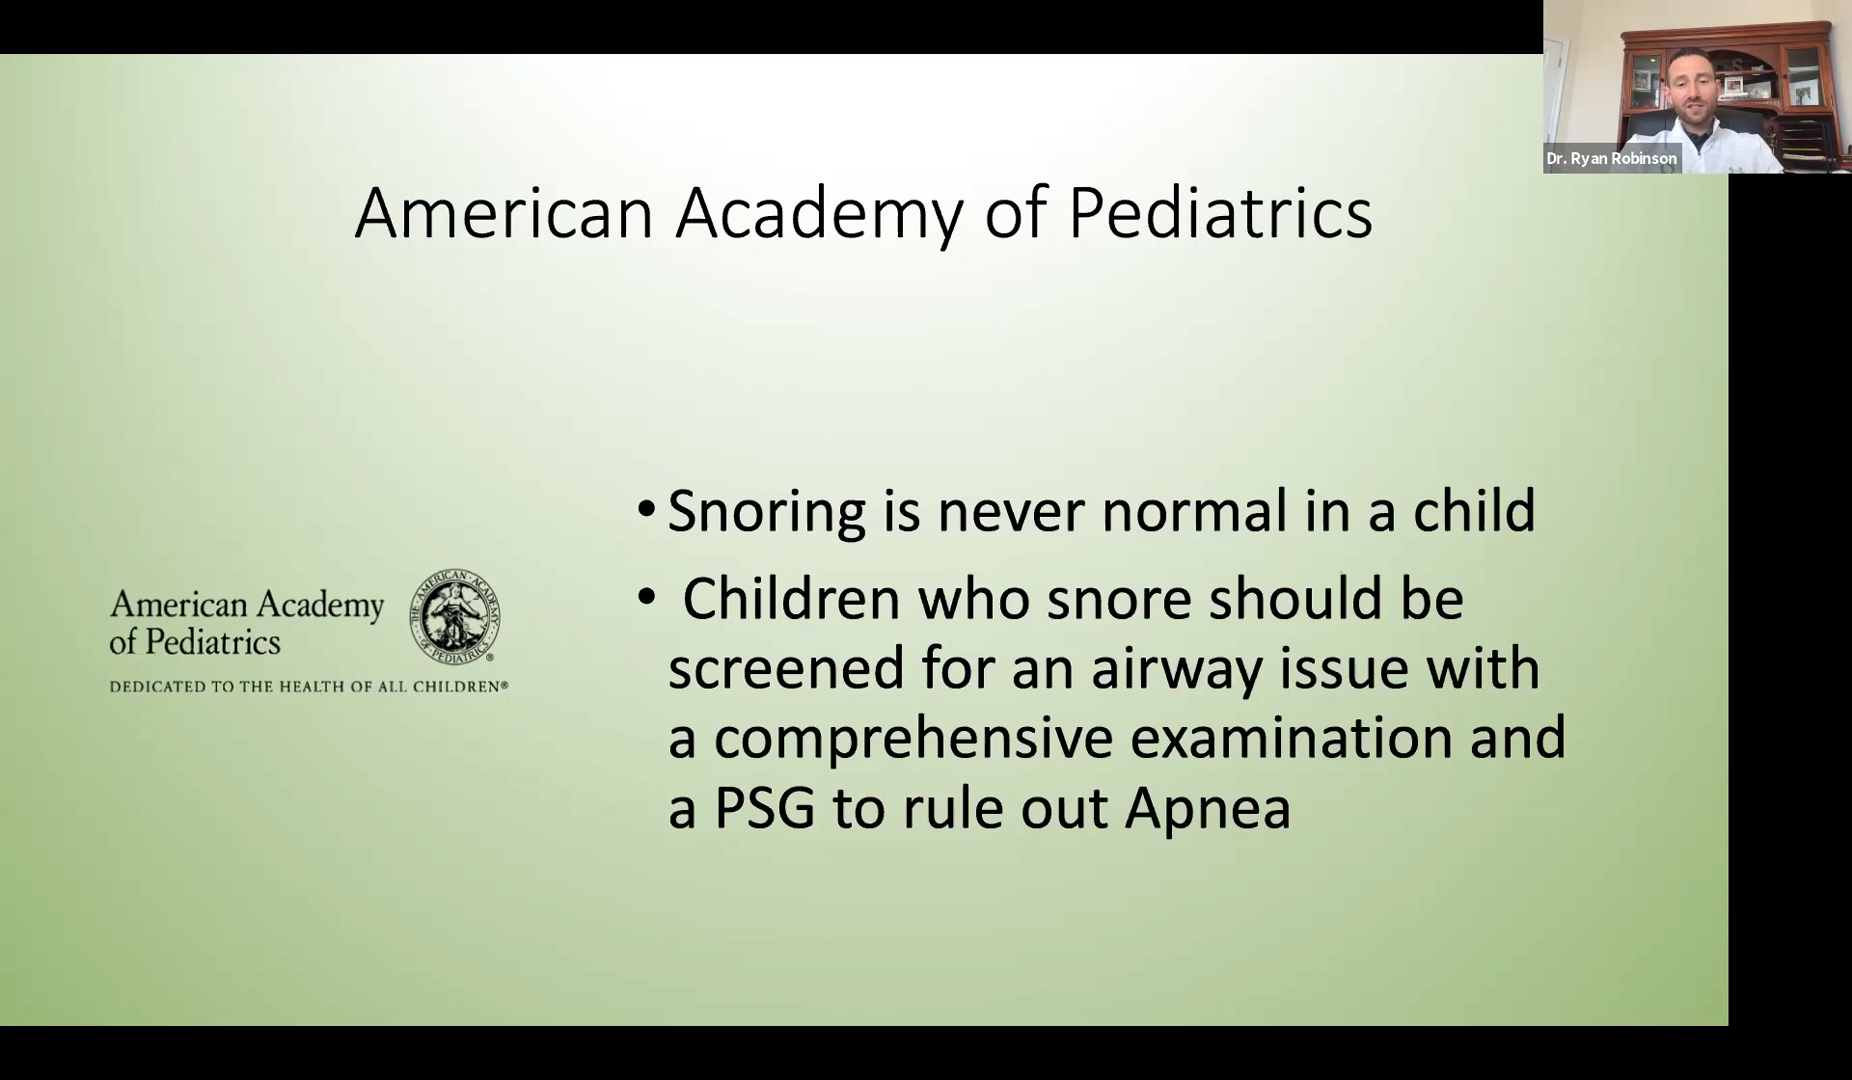 Dr. Ryan Robinson
American Academy of Pediatrics
• Snoring is never normal in a child
• Children who snore should be
screened for an airway issue with
a comprehensive examination and
a PSG to rule out Apnea
American Academy
of Pediatrics
THE AMERICAN ACADEMY OF PEDIATRICS ®
DEDICATED TO THE HEALTH OF ALL CHILDREN®